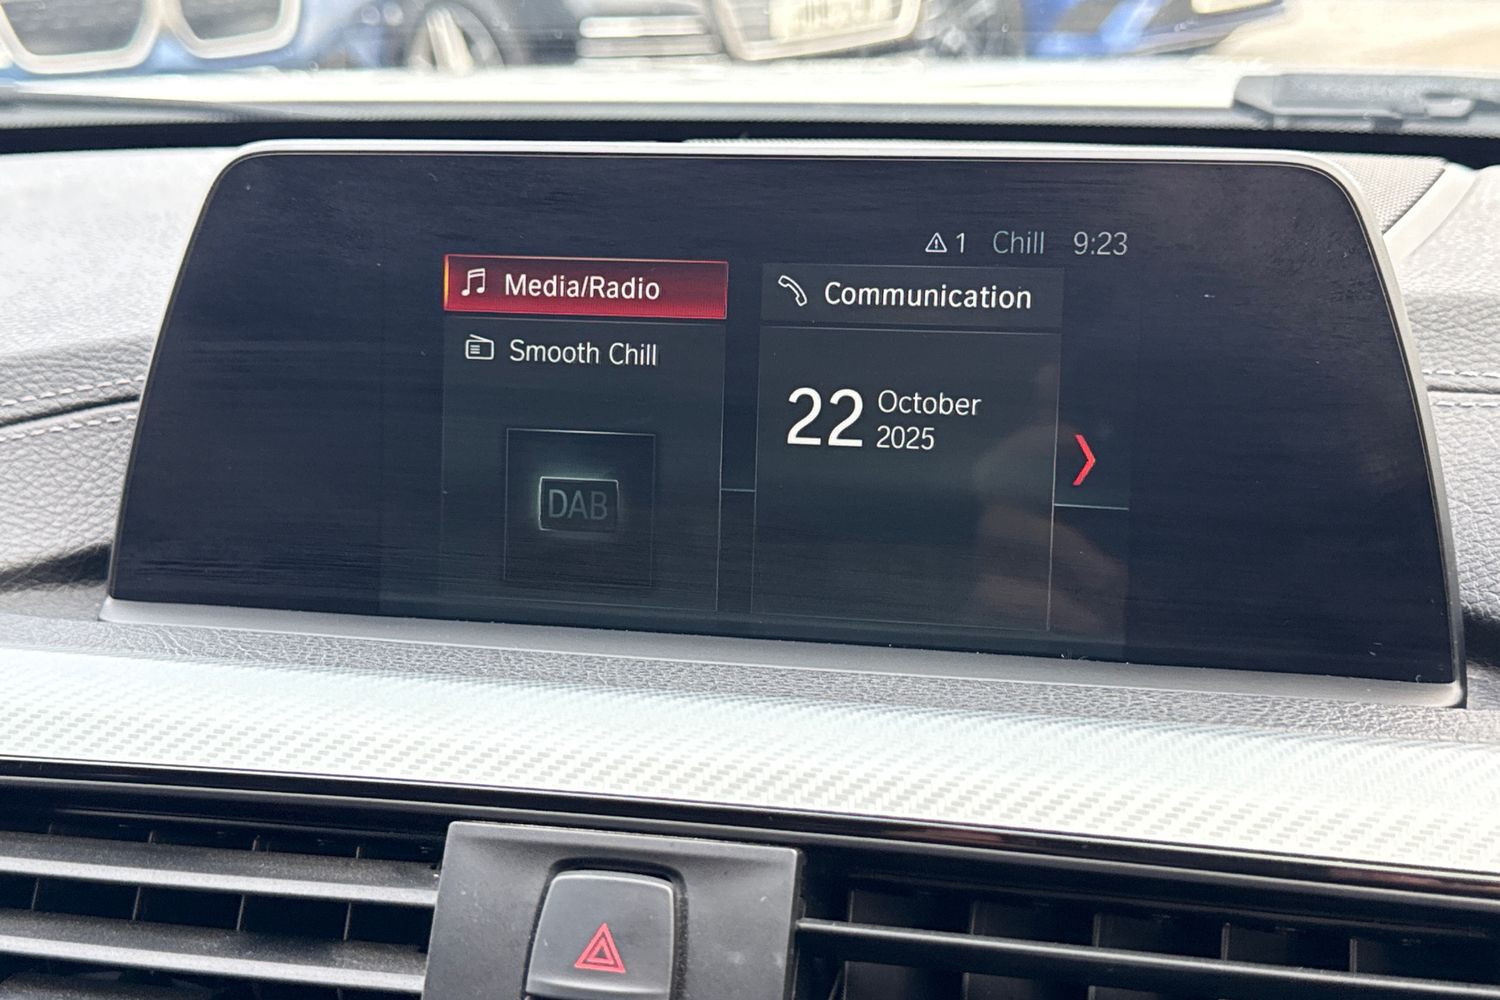 1 Chill 9:23
Media/Radio
Smooth Chill
DAB
Communication
22 October
2025